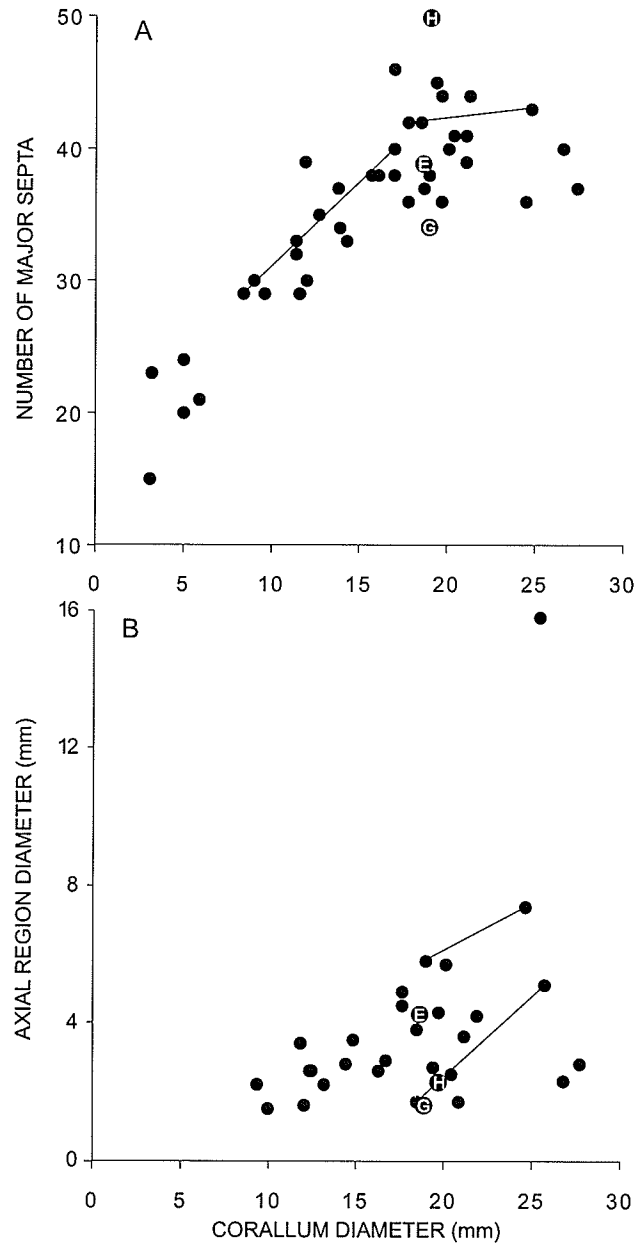 A
NUMBER OF MAJOR SEPTA
50
40
30
20
10
H
E
G
0 5 10 15 20 25 30
B
AXIAL REGION DIAMETER (mm)
16
12
8
4
0
E
H
G
0 5 10 15 20 25 30
CORALLUM DIAMETER (mm)